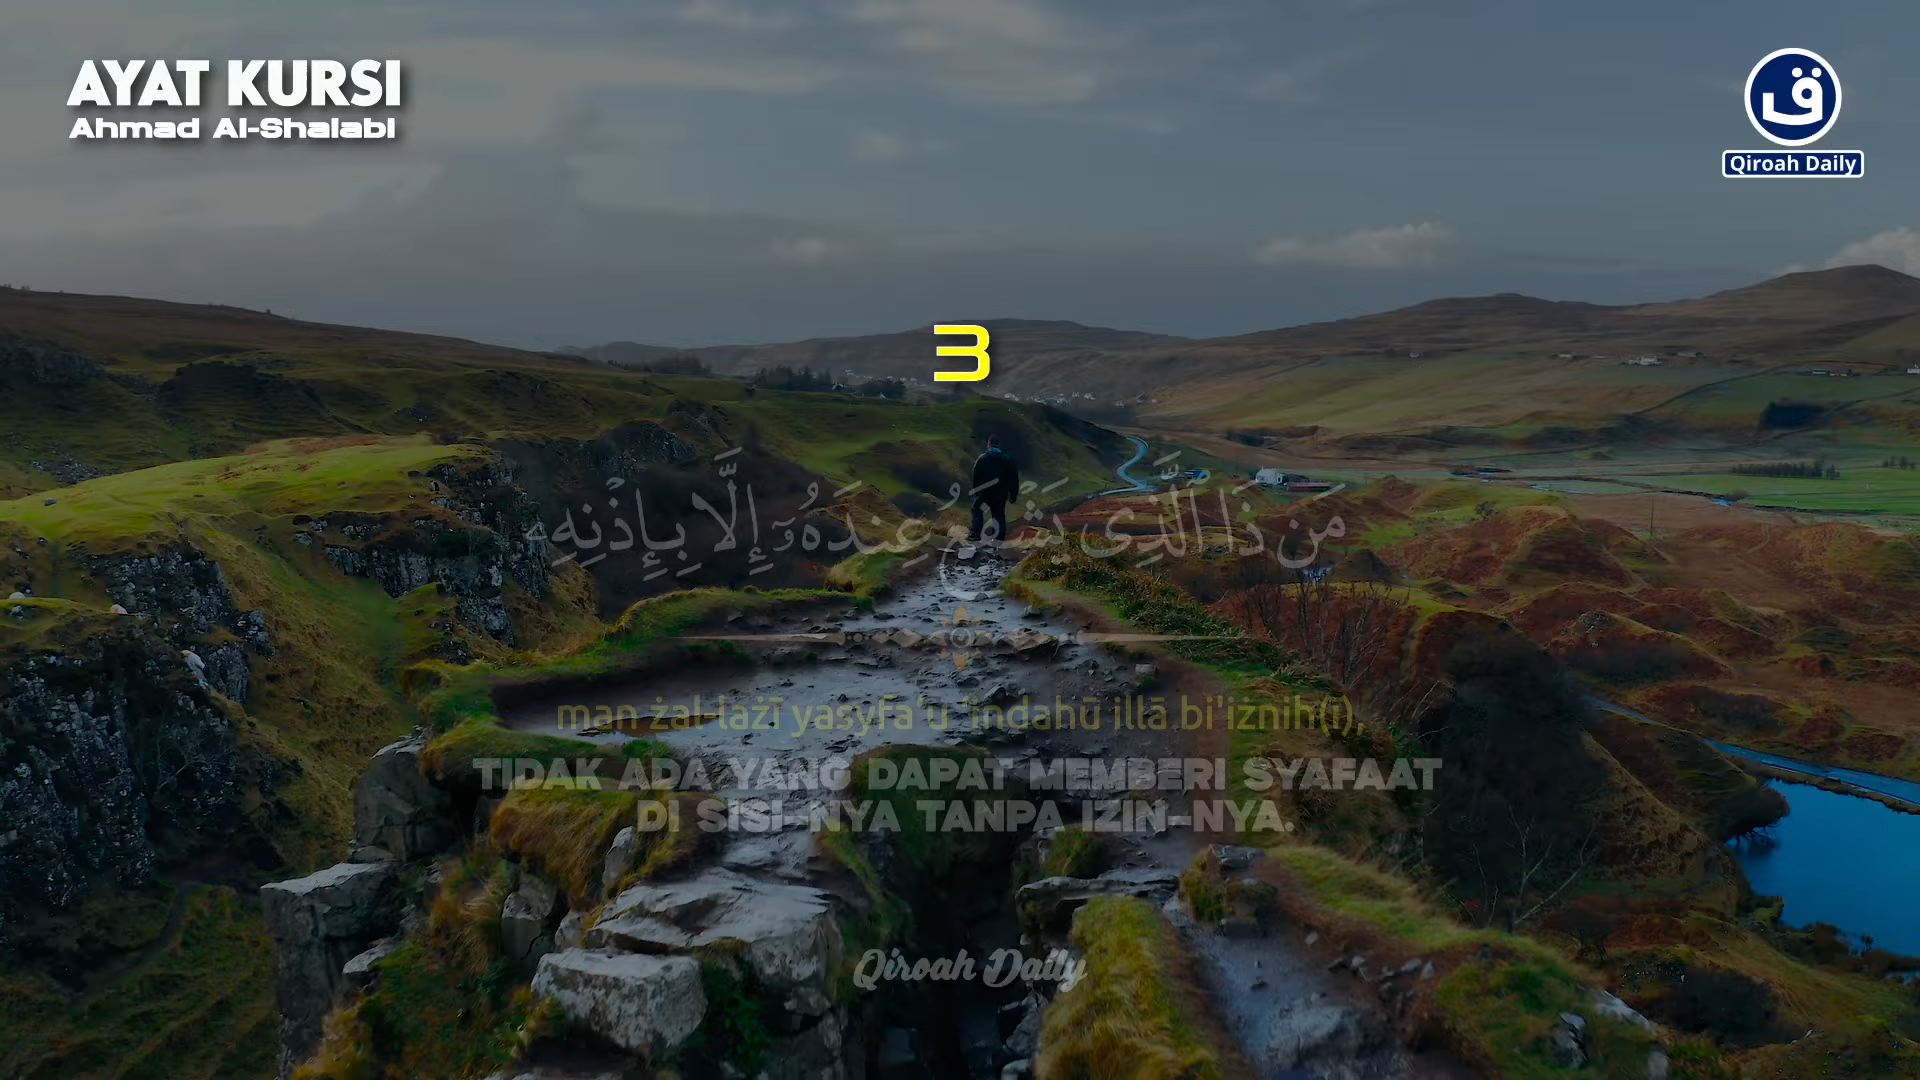 AYAT KURSI
Ahmad Al-Shalabi
ق
Qiroah Daily
3
مَن ذَا ٱلَّذِى يَشْفَعُ عِندَهُۥٓ إِلَّا بِإِذْنِهِۦ
man żal-lażī yasyfa'u 'indahū illā bi'iżnih(ī),
TIDAK ADA YANG DAPAT MEMBERI SYAFAAT
DI SISI-NYA TANPA IZIN-NYA.
Qiroah Daily